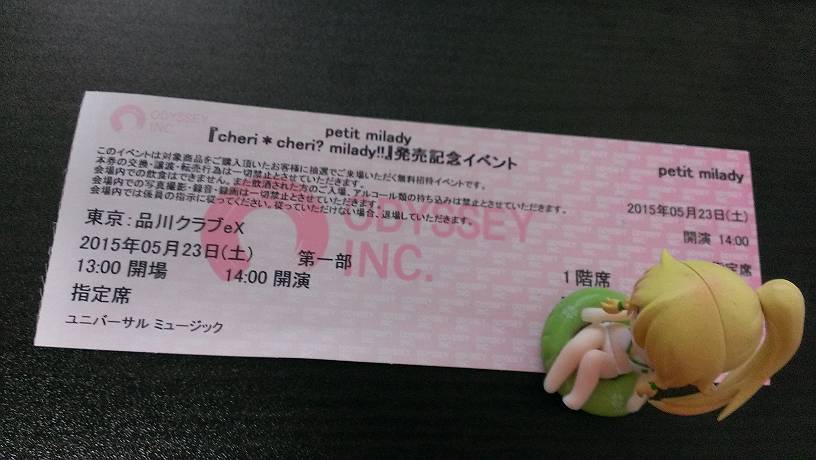 ODYSSEY INC.
petit milady
『cheri＊cheri? milady!!』発売記念イベント
このイベントは対象商品をご購入頂いたお客様に抽選でご来場いただく無料招待イベントです。
本券の交換・譲渡・転売行為は一切禁止とさせていただきます。
会場内での飲食はできません。また飲酒された方のご入場、アルコール類の持ち込みは禁止とさせていただきます。
会場内での写真撮影・録音・録画は一切禁止とさせていただきます。
会場内では係員の指示に従ってください。従っていただけない場合、退場していただきます。
ODYSSEY
INC.
東京:品川クラブeX
2015年05月23日(土) 第一部
13:00 開場 14:00 開演
1階席
指定席
ユニバーサル ミュージック
petit milady
2015年05月23日(土)
開演 14:00
指定席